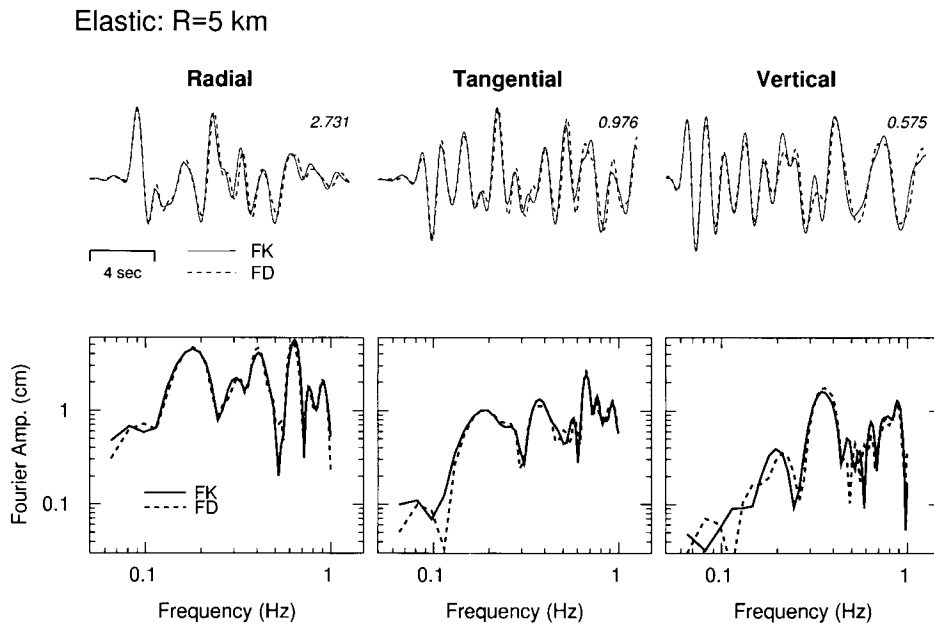 Elastic: R=5 km
Radial
Tangential
Vertical
2.731
0.976
0.575
4 sec
FK
FD
Fourier Amp. (cm)
1
0.1
FK
FD
0.1
1
0.1
1
0.1
1
Frequency (Hz)
Frequency (Hz)
Frequency (Hz)